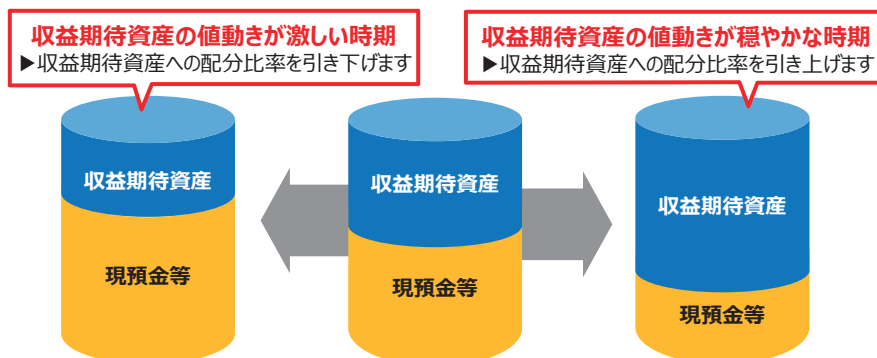 収益期待資産の値動きが激しい時期
▶収益期待資産への配分比率を引き下げます
収益期待資産の値動きが穏やかな時期
▶収益期待資産への配分比率を引き上げます
収益期待資産
現預金等
収益期待資産
現預金等
収益期待資産
現預金等